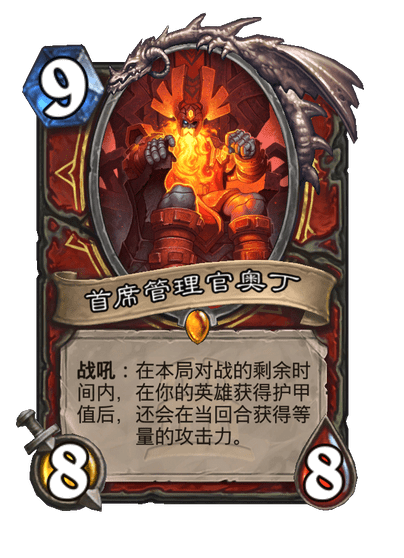 9
首席管理官奥丁
战吼：在本局对战的剩余时
间内，在你的英雄获得护甲
值后，还会在当回合获得等
量的攻击力。
8
8